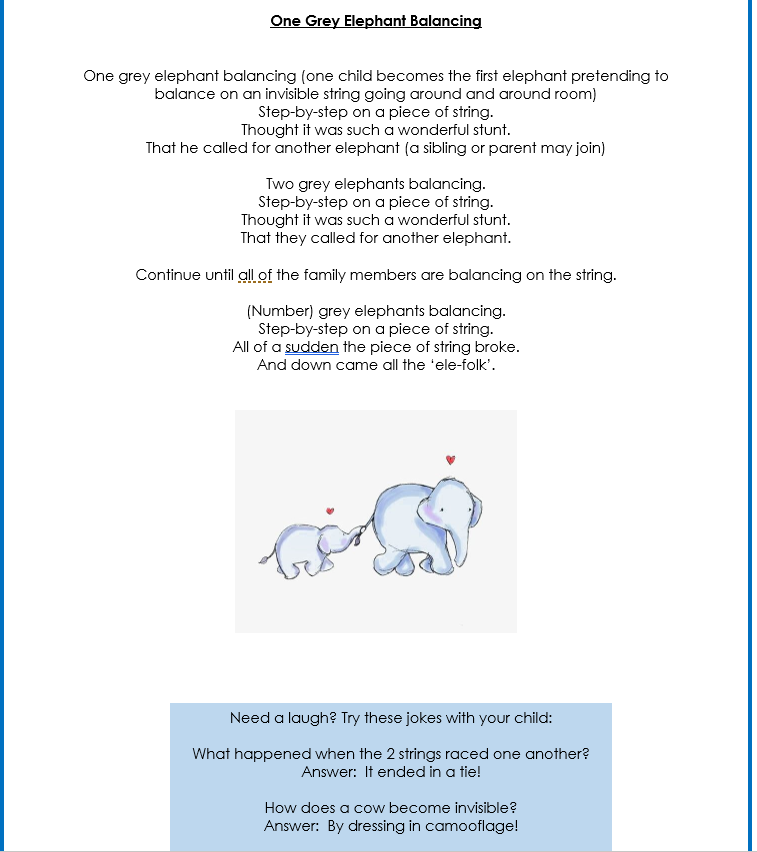 One Grey Elephant Balancing
One grey elephant balancing (one child becomes the first elephant pretending to
balance on an invisible string going around and around room)
Step-by-step on a piece of string.
Thought it was such a wonderful stunt.
That he called for another elephant (a sibling or parent may join)
Two grey elephants balancing.
Step-by-step on a piece of string.
Thought it was such a wonderful stunt.
That they called for another elephant.
Continue until all of the family members are balancing on the string.
(Number) grey elephants balancing.
Step-by-step on a piece of string.
All of a sudden the piece of string broke.
And down came all the ‘ele-folk’.
Need a laugh? Try these jokes with your child:
What happened when the 2 strings raced one another?
Answer:  It ended in a tie!
How does a cow become invisible?
Answer:  By dressing in camooflage!